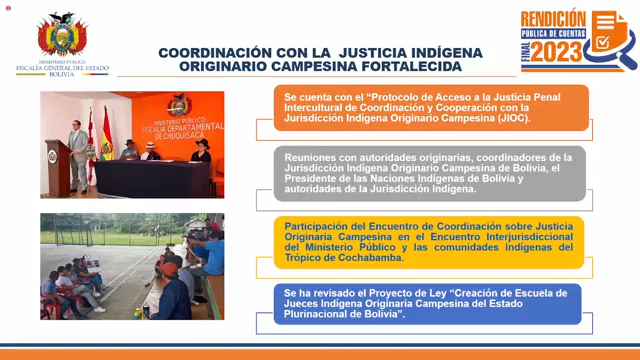 MINISTERIO PÚBLICO
FISCALÍA GENERAL DEL ESTADO
BOLIVIA
COORDINACIÓN CON LA JUSTICIA INDÍGENA
ORIGINARIO CAMPESINA FORTALECIDA
RENDICIÓN
PÚBLICA DE CUENTAS
FINAL 2023
MINISTERIO PÚBLICO
FISCALÍA DEPARTAMENTAL
DE CHUQUISACA
Se cuenta con el “Protocolo de Acceso a la Justicia Penal
Intercultural de Coordinación y Cooperación con la
Jurisdicción Indígena Originario Campesina (JIOC).
Reuniones con autoridades originarias, coordinadores de la
Jurisdicción Indígena Originario Campesina de Bolivia, el
Presidente de las Naciones Indígenas de Bolivia y
autoridades de la Jurisdicción Indígena.
Participación del Encuentro de Coordinación sobre Justicia
Originaria Campesina en el Encuentro Interjurisdiccional
del Ministerio Público y las comunidades Indígenas del
Trópico de Cochabamba.
Se ha revisado el Proyecto de Ley “Creación de Escuela de
Jueces Indígena Originaria Campesina del Estado
Plurinacional de Bolivia”.